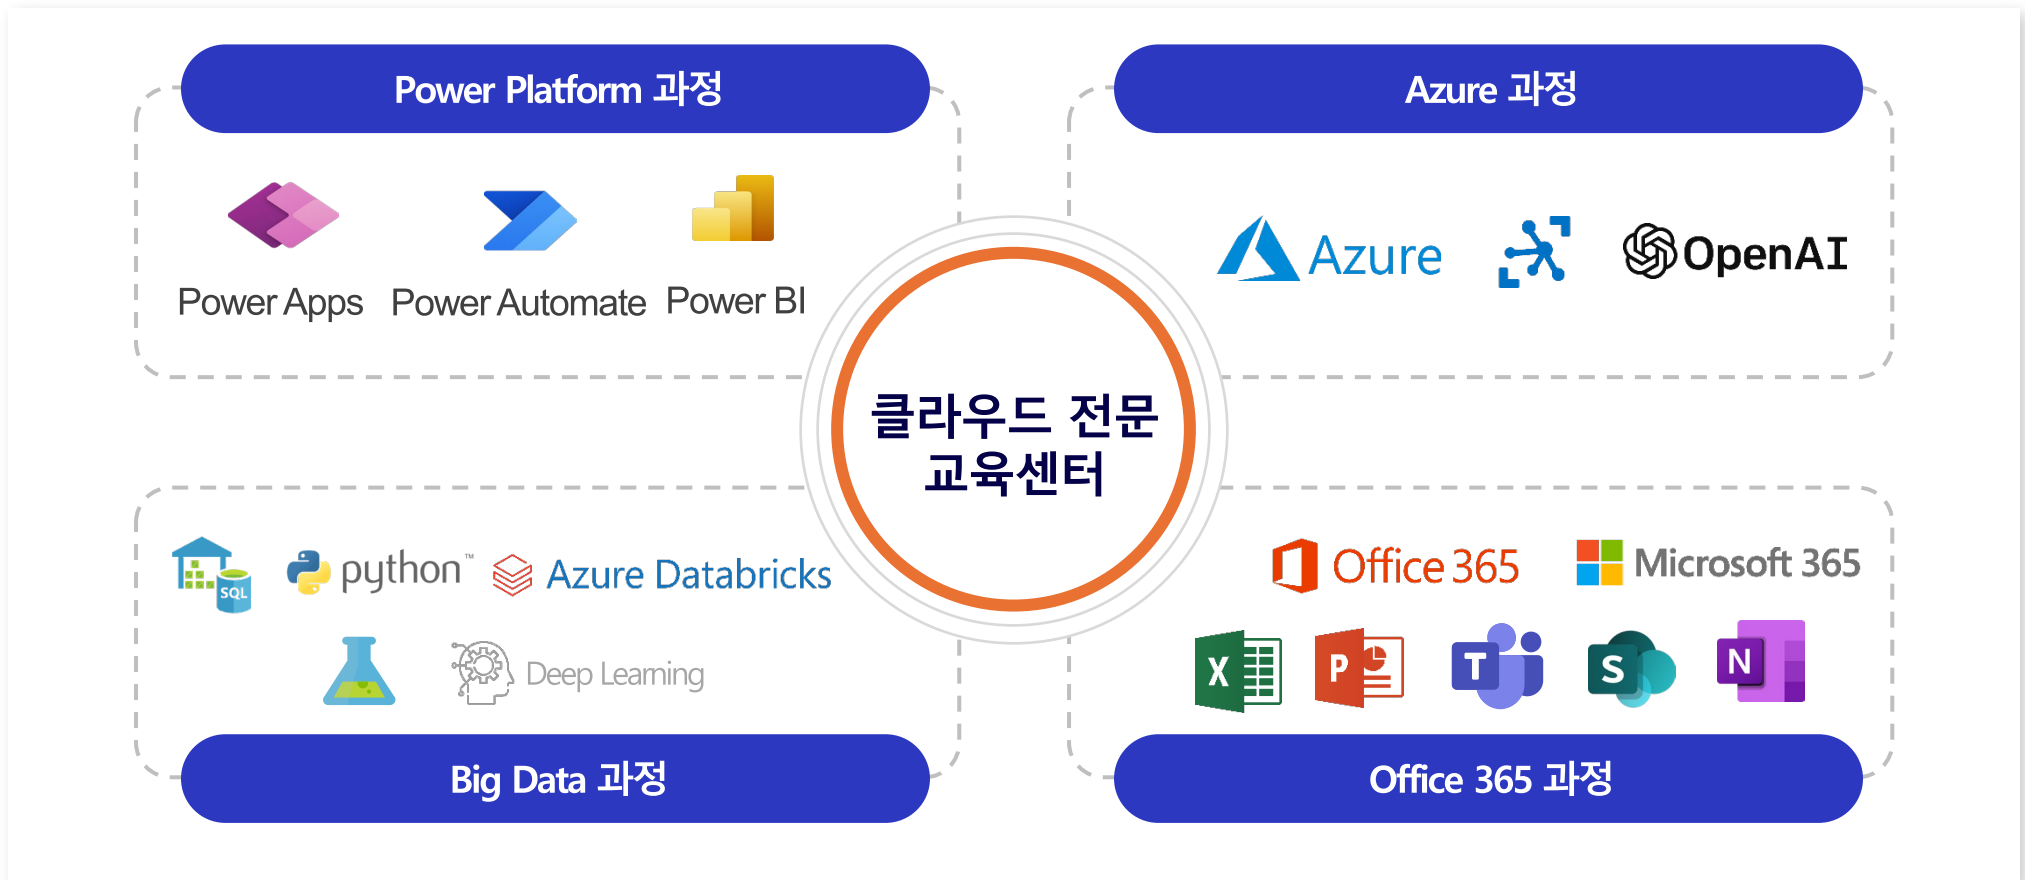 Power Platform 과정
Power Apps
Power Automate
Power BI
Azure 과정
Azure
OpenAI
클라우드 전문
교육센터
SQL
python™
Azure Databricks
Deep Learning
Big Data 과정
Office 365
Microsoft 365
X
P
T
S
N
Office 365 과정